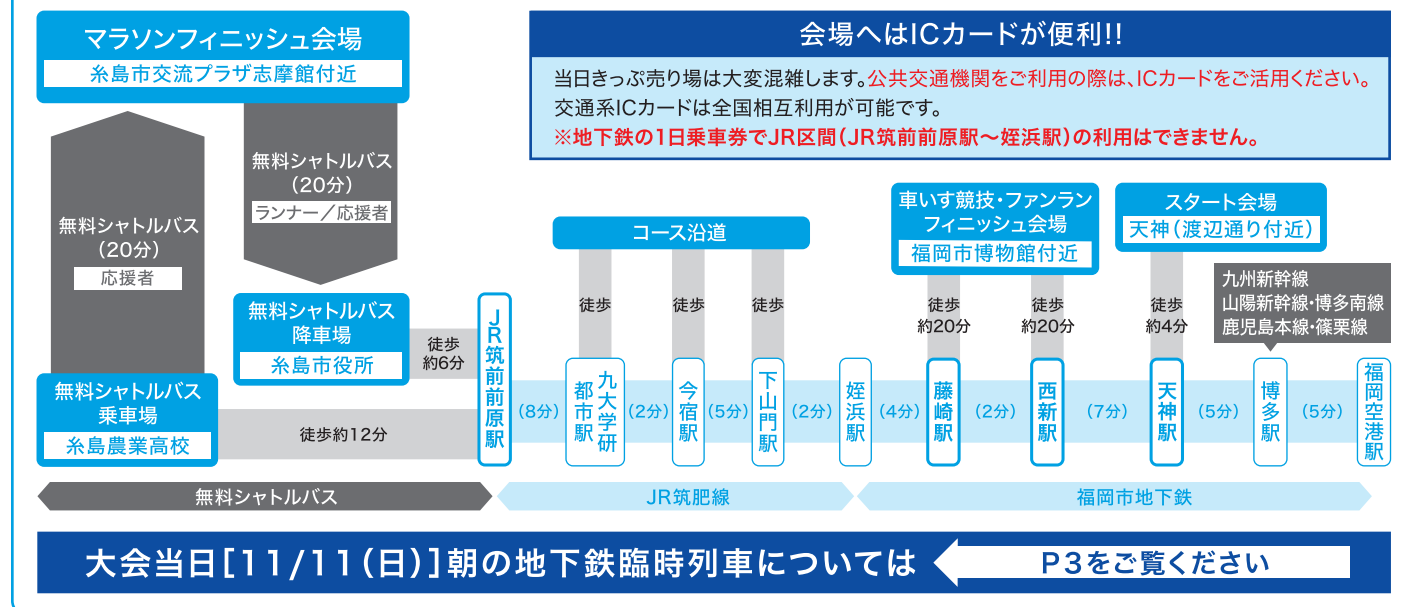 マラソンフィニッシュ会場
糸島市交流プラザ志摩館付近
会場へはICカードが便利!!
当日きっぷ売り場は大変混雑します。公共交通機関をご利用の際は、ICカードをご活用ください。
交通系ICカードは全国相互利用が可能です。
※地下鉄の1日乗車券でJR区間（JR筑前前原駅～姪浜駅）の利用はできません。
無料シャトルバス
（20分）
応援者
無料シャトルバス
（20分）
ランナー／応援者
無料シャトルバス
降車場
糸島市役所
無料シャトルバス
乗車場
糸島農業高校
徒歩
約6分
徒歩約12分
コース沿道
徒歩
徒歩
徒歩
車いす競技・ファンラン
フィニッシュ会場
福岡市博物館付近
徒歩
約20分
徒歩
約20分
スタート会場
天神（渡辺通り付近）
徒歩
約4分
九州新幹線
山陽新幹線・博多南線
鹿児島本線・篠栗線
JR筑前前原駅
（8分）
九大学研
都市駅
（2分）
今宿駅
（5分）
下山門駅
（2分）
姪浜駅
（4分）
藤崎駅
（2分）
西新駅
（7分）
天神駅
（5分）
博多駅
（5分）
福岡空港駅
無料シャトルバス
JR筑肥線
福岡市地下鉄
大会当日［11/11（日）］朝の地下鉄臨時列車については
P3をご覧ください